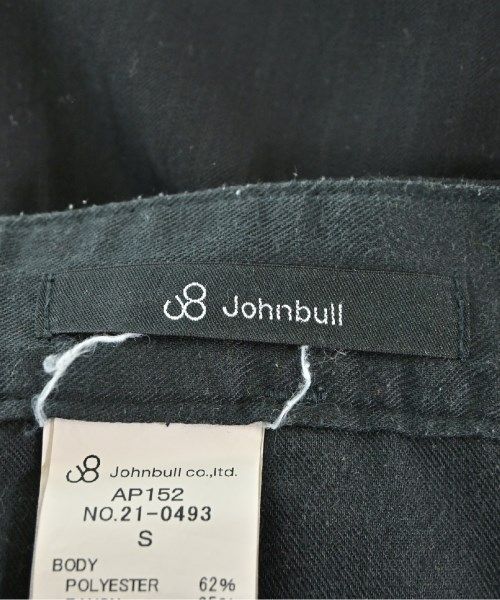 Johnbull
Johnbull co.,ltd.
AP152
NO.21-0493
S
BODY
POLYESTER 62%